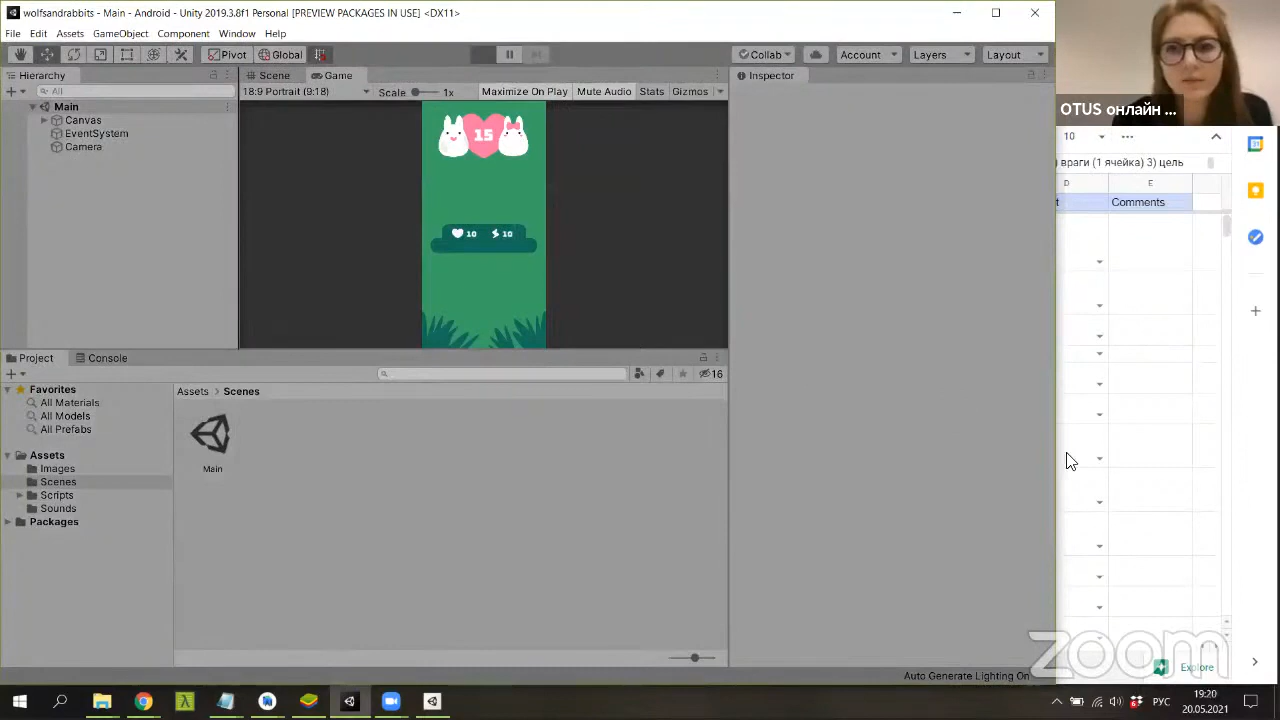 wolfsandrabbits - Main - Android - Unity 2019.3.8f1 Personal [PREVIEW PACKAGES IN USE] <DX11>
File Edit Assets GameObject Component Window Help
Pivot Global Collab Account Layers Layout
Hierarchy Scene Game Inspector
All 18:9 Portrait (9:18) Scale 1x Maximize On Play Mute Audio Stats Gizmos
Main
Canvas
EventSystem
Camera
15
10 10
OTUS онлайн ...
10
) враги (1 ячейка) 3) цель
D E
t Comments
31
Project Console
16
Favorites
All Materials
All Models
All Prefabs
Assets
Images
Scenes
Scripts
Sounds
Packages
Assets > Scenes
Main
Auto Generate Lighting On
zoom
Explore
РУС
19:20
20.05.2021